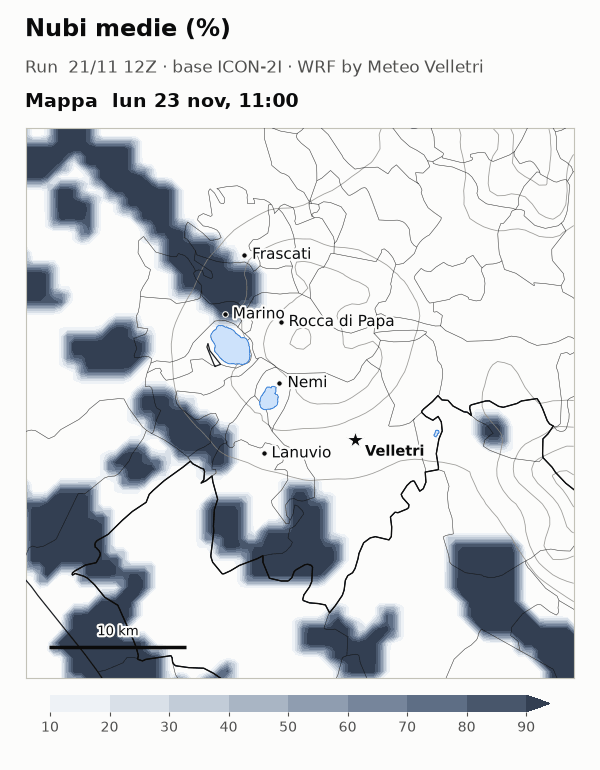 Nubi medie (%)
Run 21/11 12Z · base ICON-2I · WRF by Meteo Velletri
Mappa lun 23 nov, 11:00
Frascati
Marino
Rocca di Papa
Nemi
Velletri
Lanuvio
10 km
10 20 30 40 50 60 70 80 90